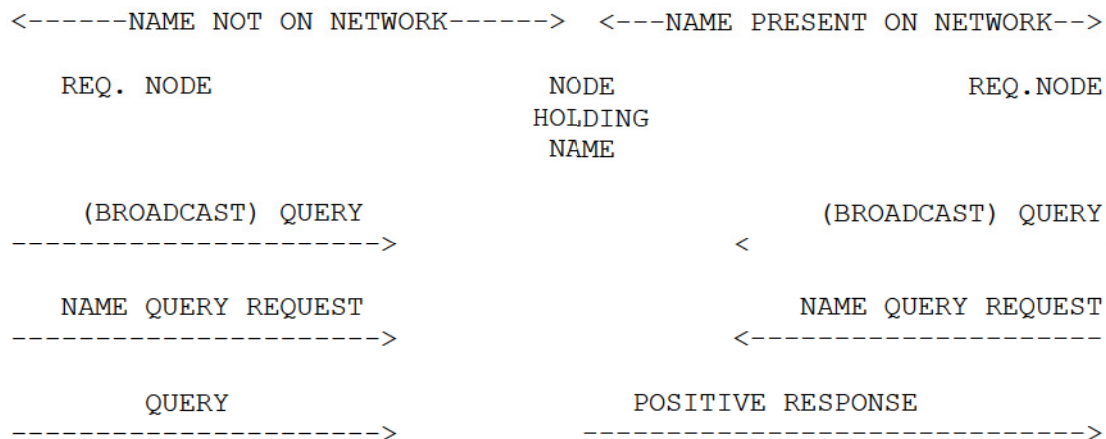 <------NAME NOT ON NETWORK------> <---NAME PRESENT ON NETWORK-->
REQ. NODE NODE REQ.NODE
HOLDING
NAME
(BROADCAST) QUERY (BROADCAST) QUERY
----------------------> <
NAME QUERY REQUEST NAME QUERY REQUEST
----------------------> <---------------------
QUERY POSITIVE RESPONSE
----------------------> ------------------------------>